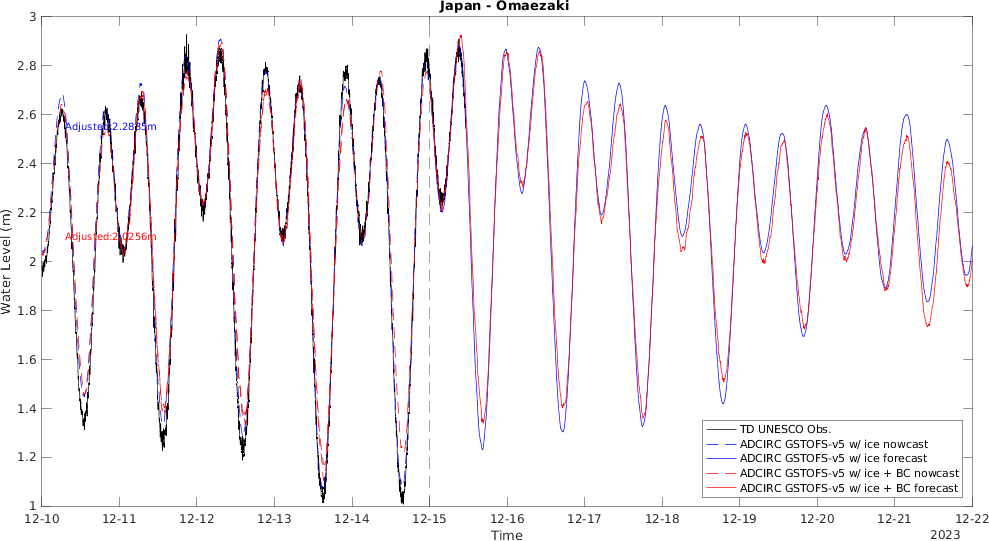 Japan - Omaezaki
Water Level (m)
3
2.8
2.6
2.4
2.2
2
1.8
1.6
1.4
1.2
1
Adjusted:2.2835m
Adjusted:2.0256m
TD UNESCO Obs.
ADCIRC GSTOFS-v5 w/ ice nowcast
ADCIRC GSTOFS-v5 w/ ice forecast
ADCIRC GSTOFS-v5 w/ ice + BC nowcast
ADCIRC GSTOFS-v5 w/ ice + BC forecast
12-10 12-11 12-12 12-13 12-14 12-15 12-16 12-17 12-18 12-19 12-20 12-21 12-22
Time
2023